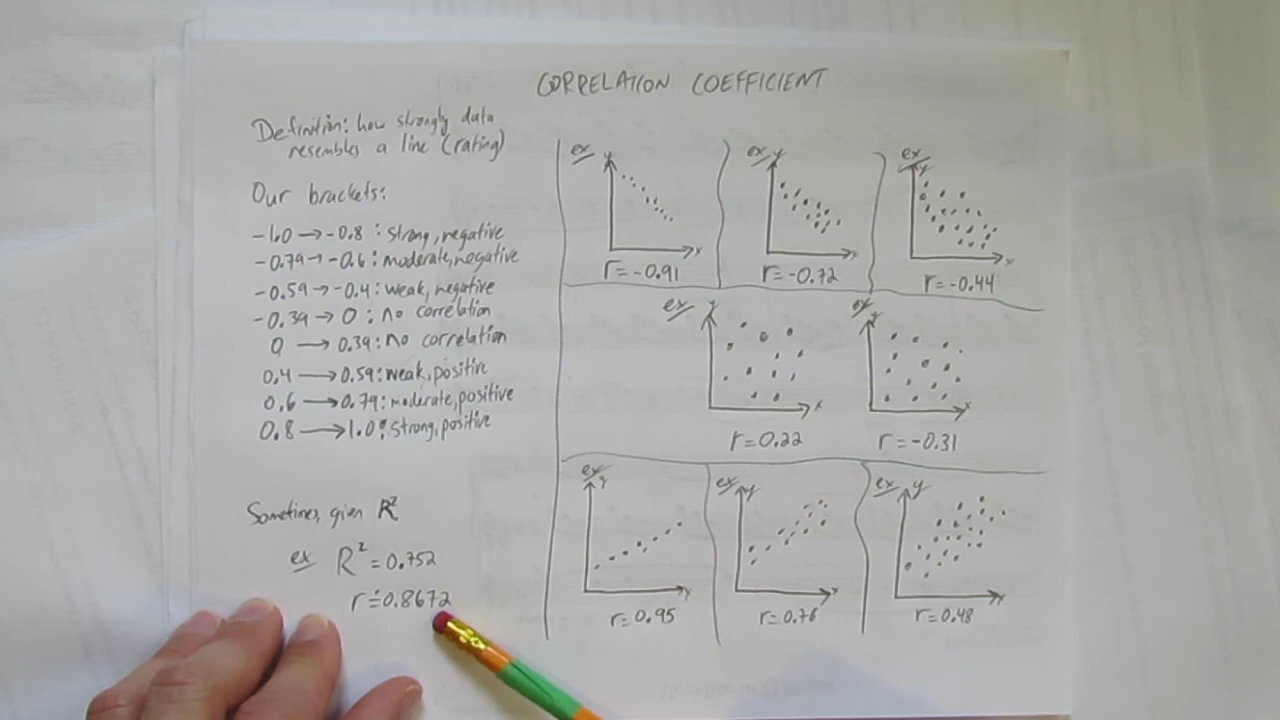 CORRELATION COEFFICIENT
Definition: how strongly data
resembles a line (rating)
Our brackets:
-1.0 → -0.8 : strong, negative
-0.79 → -0.6 : moderate, negative
-0.59 → -0.4 : weak, negative
-0.39 → 0 : no correlation
0 → 0.39 : no correlation
0.4 → 0.59 : weak, positive
0.6 → 0.79 : moderate, positive
0.8 → 1.0 : strong, positive
Sometimes, given R²
ex R² = 0.752
r ≐ 0.8672
ex y x
r = -0.91
ex y x
r = -0.72
ex y x
r = -0.44
ex y x
r = 0.22
ex y x
r = -0.31
ex y x
r = 0.95
ex y x
r = 0.76
ex y x
r = 0.48